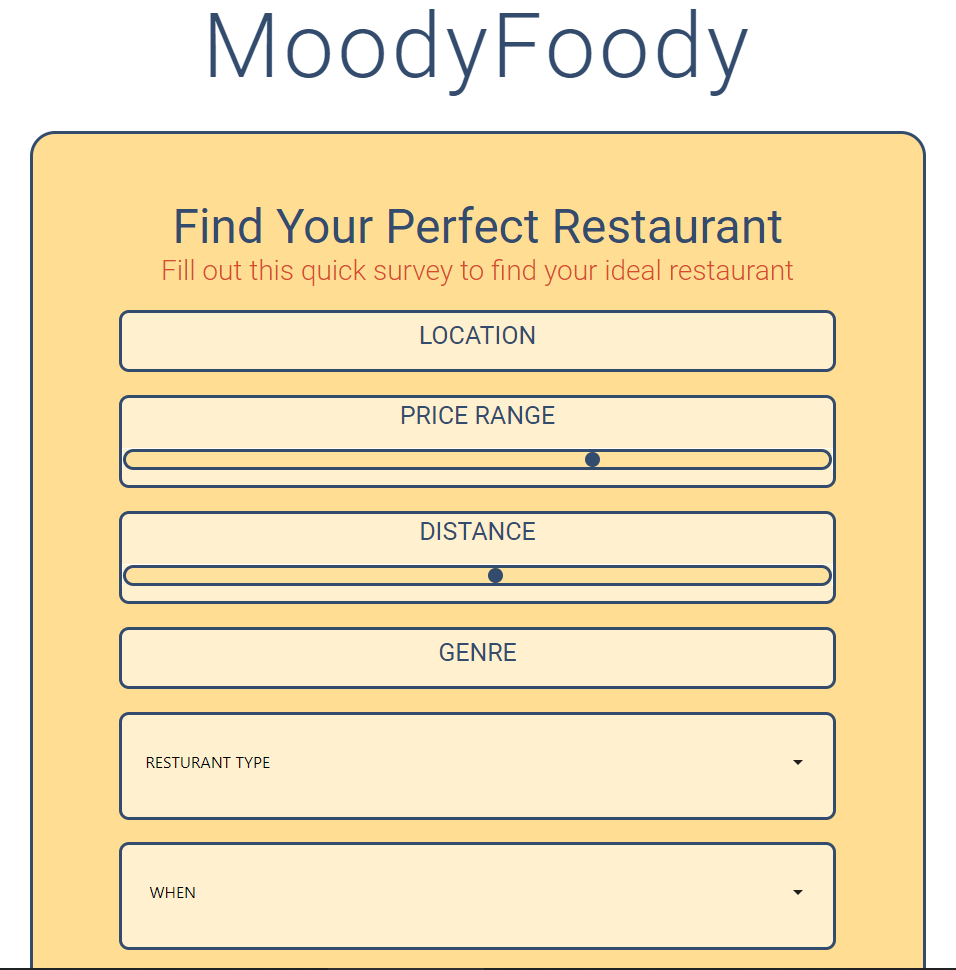 MoodyFoody
Find Your Perfect Restaurant
Fill out this quick survey to find your ideal restaurant
LOCATION
PRICE RANGE
DISTANCE
GENRE
RESTURANT TYPE
WHEN